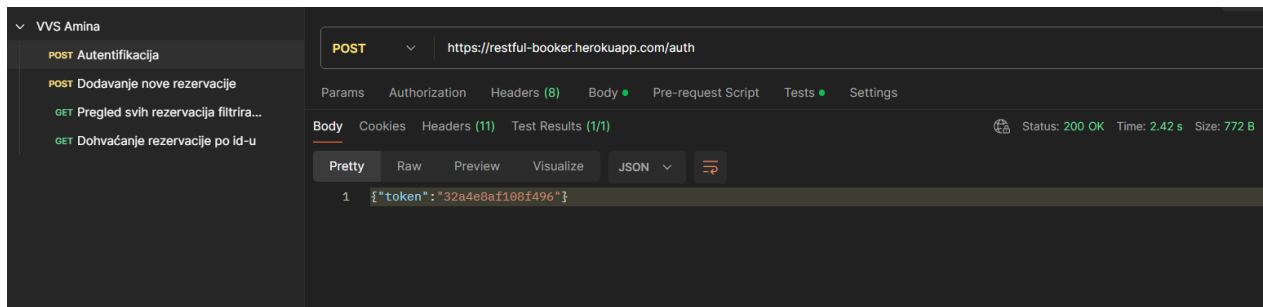 VVS Amina
POST Autentifikacija
POST Dodavanje nove rezervacije
GET Pregled svih rezervacija filtrira...
GET Dohvaćanje rezervacije po id-u
POST https://restful-booker.herokuapp.com/auth
Params Authorization Headers (8) Body Pre-request Script Tests Settings
Body Cookies Headers (11) Test Results (1/1) Status: 200 OK Time: 2.42 s Size: 772 B
Pretty Raw Preview Visualize JSON
1 {"token":"32a4e8af108f496"}